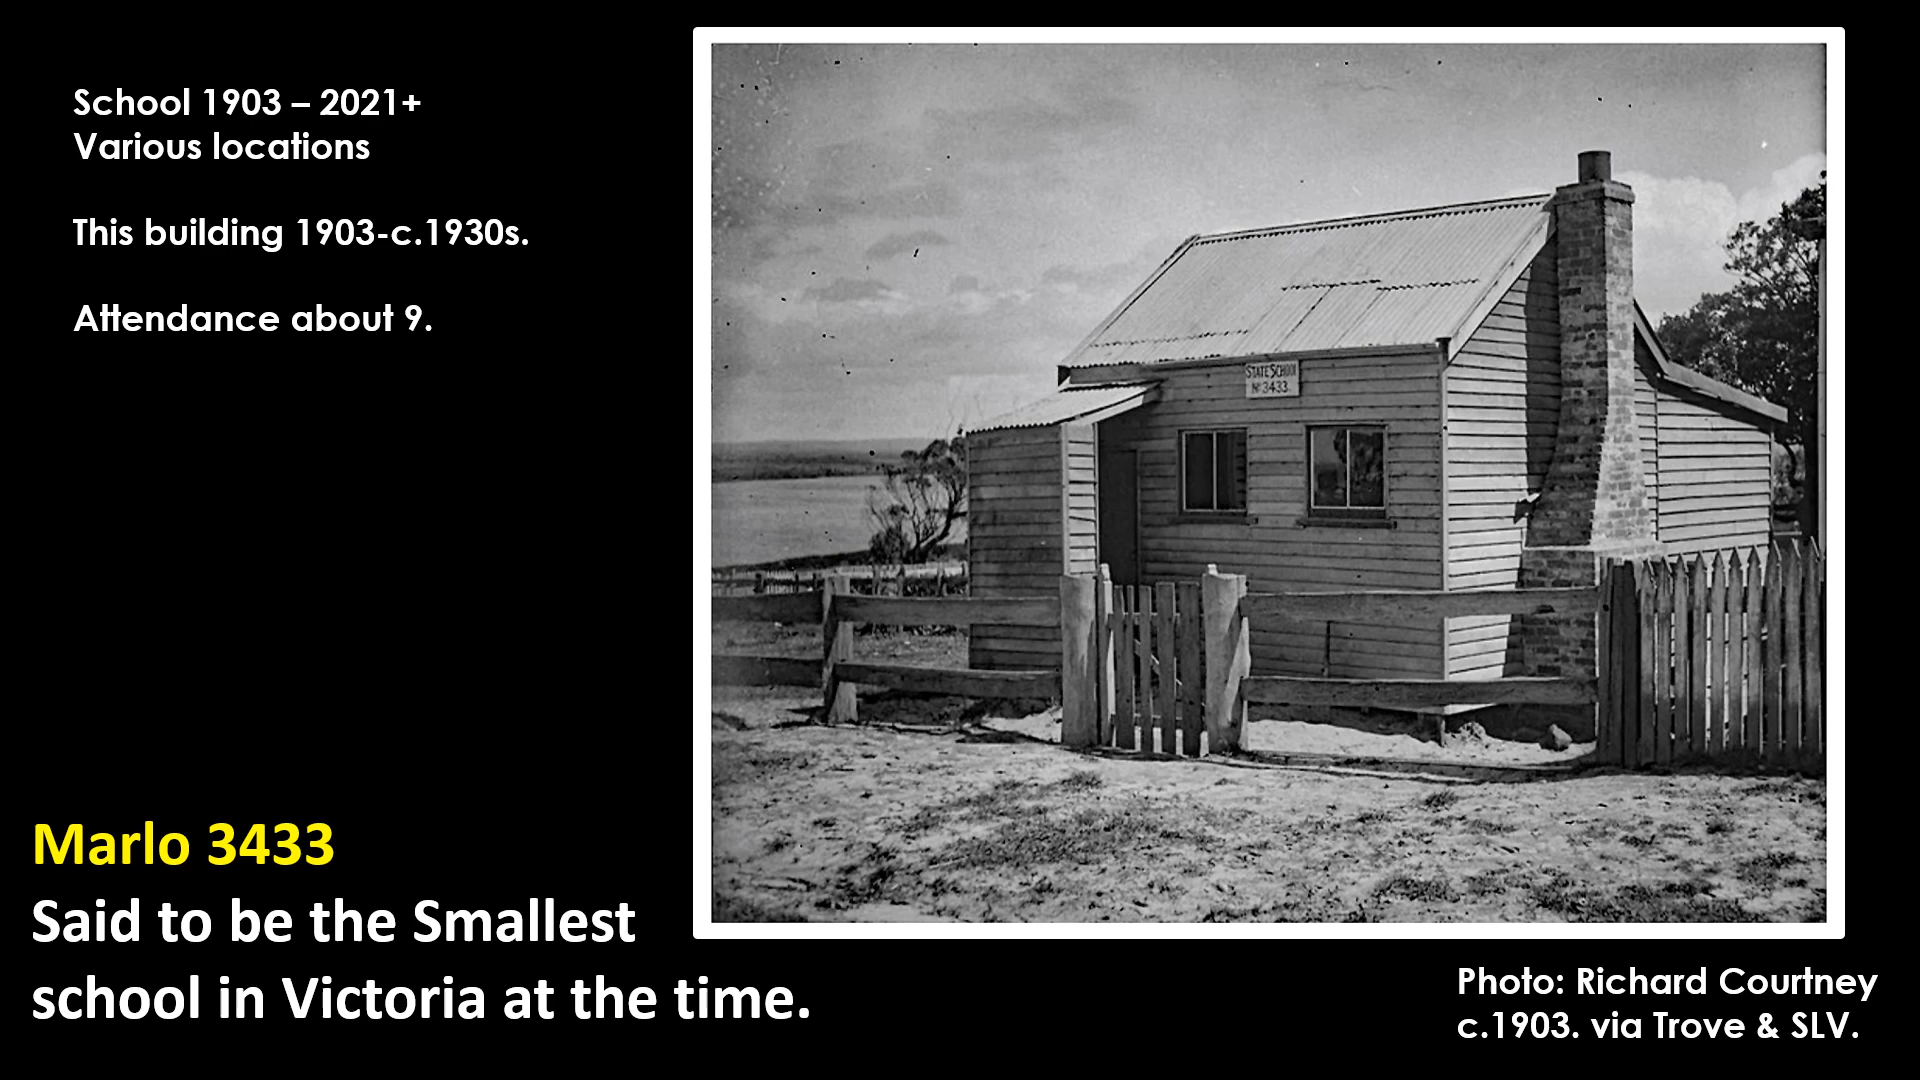 School 1903 – 2021+
Various locations
This building 1903-c.1930s.
Attendance about 9.
STATE SCHOOL
No 3433.
Marlo 3433
Said to be the Smallest
school in Victoria at the time.
Photo: Richard Courtney
c.1903. via Trove & SLV.